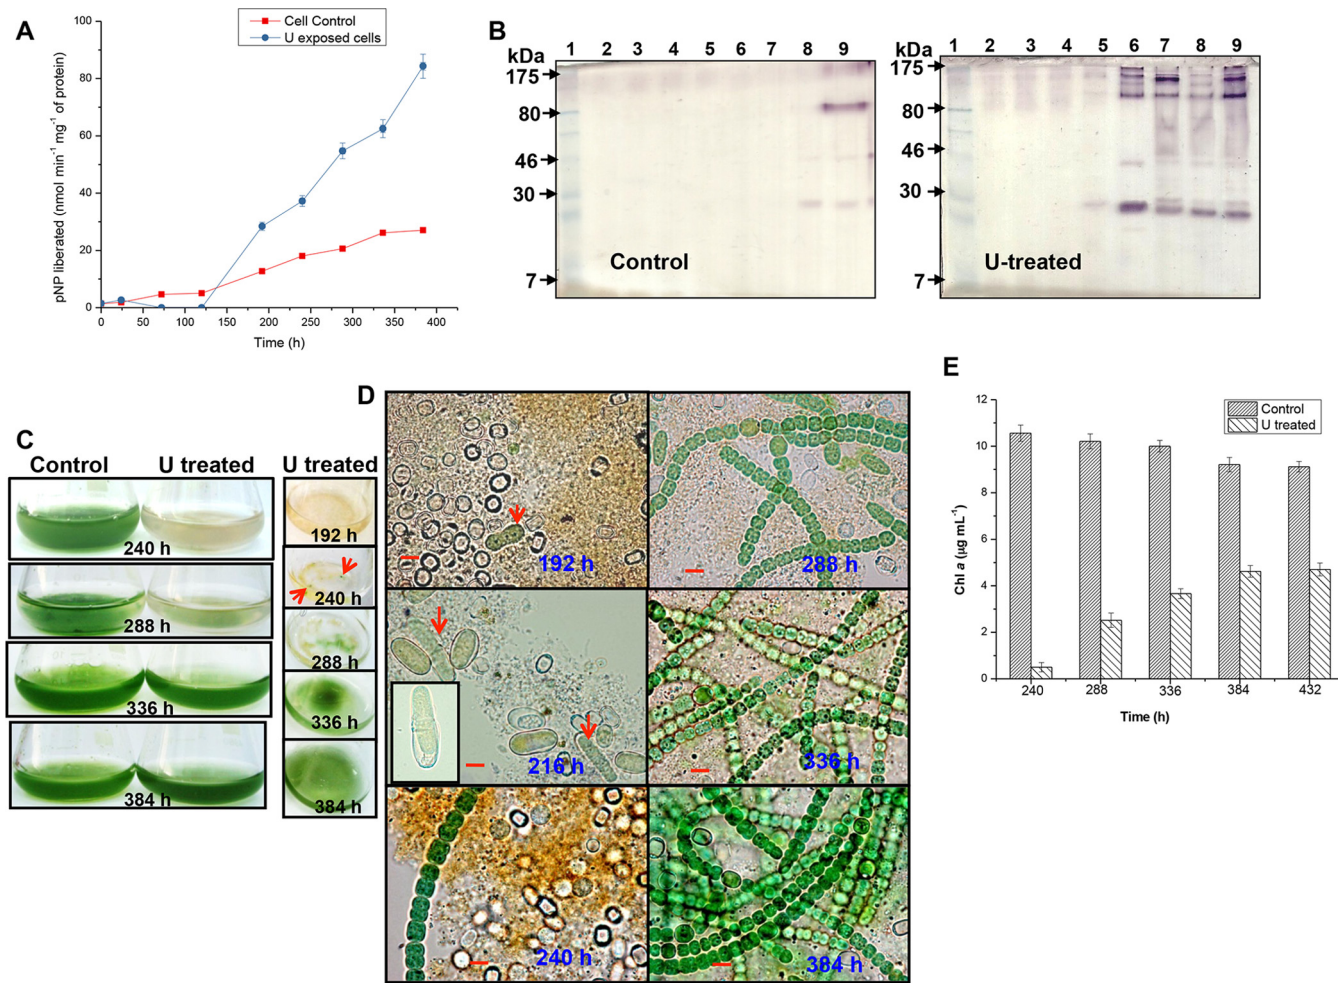 A
Cell Control
U exposed cells
pNP liberated (nmol min⁻¹ mg⁻¹ of protein)
100
80
60
40
20
0
0 50 100 150 200 250 300 350 400
Time (h)
B
kDa 1 2 3 4 5 6 7 8 9
175
80
46
30
7
Control
kDa 1 2 3 4 5 6 7 8 9
175
80
46
30
7
U-treated
C
Control U treated U treated
240 h
288 h
336 h
384 h
192 h
240 h
288 h
336 h
384 h
D
192 h
288 h
216 h
336 h
240 h
384 h
E
Control
U treated
Chl a (µg mL⁻¹)
12
10
8
6
4
2
0
240 288 336 384 432
Time (h)